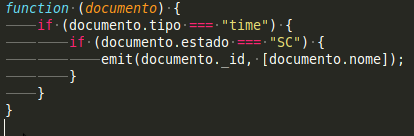 function (documento) {
if (documento.tipo === "time") {
if (documento.estado === "SC") {
emit(documento._id, [documento.nome]);
}
}
}